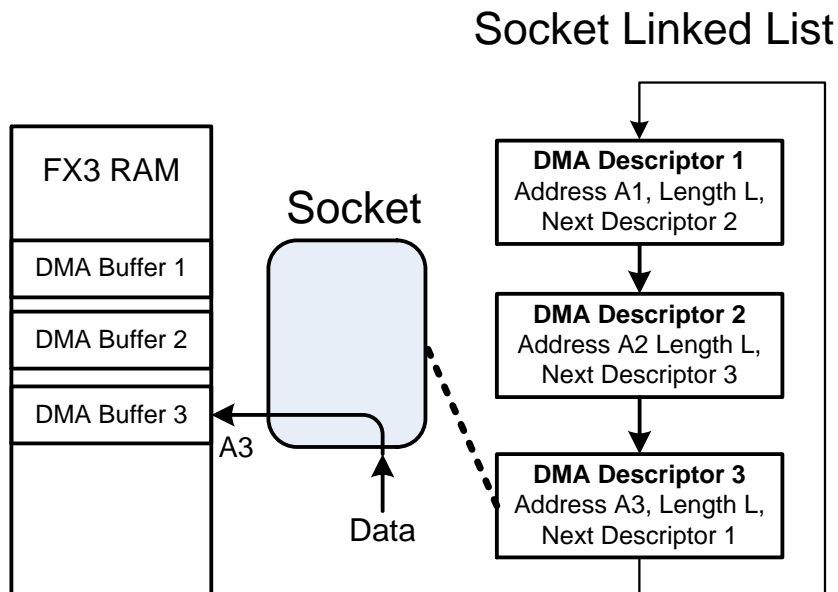 Socket Linked List
FX3 RAM
DMA Buffer 1
DMA Buffer 2
DMA Buffer 3
Socket
A3
Data
DMA Descriptor 1
Address A1, Length L,
Next Descriptor 2
DMA Descriptor 2
Address A2 Length L,
Next Descriptor 3
DMA Descriptor 3
Address A3, Length L,
Next Descriptor 1